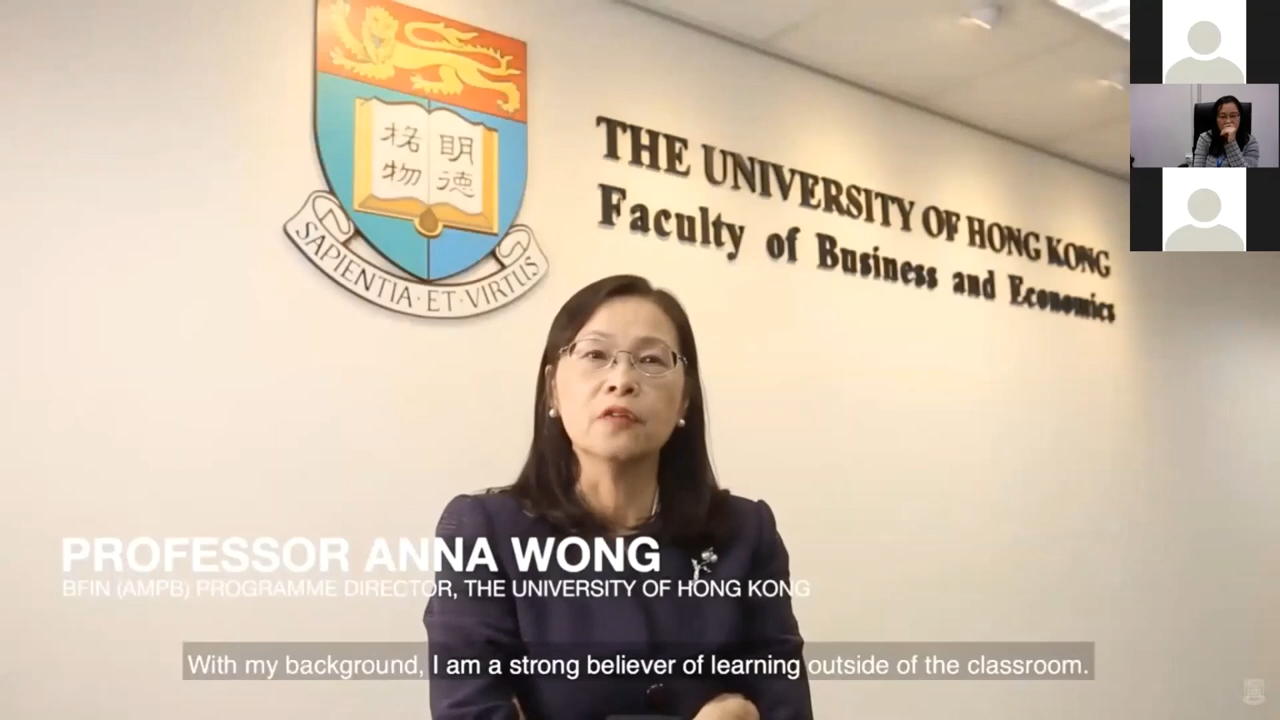 明德
格物
SAPIENTIA·ET·VIRTUS
THE UNIVERSITY OF HONG KONG
Faculty of Business and Economics
PROFESSOR ANNA WONG
BFIN (AMPB) PROGRAMME DIRECTOR, THE UNIVERSITY OF HONG KONG
With my background, I am a strong believer of learning outside of the classroom.